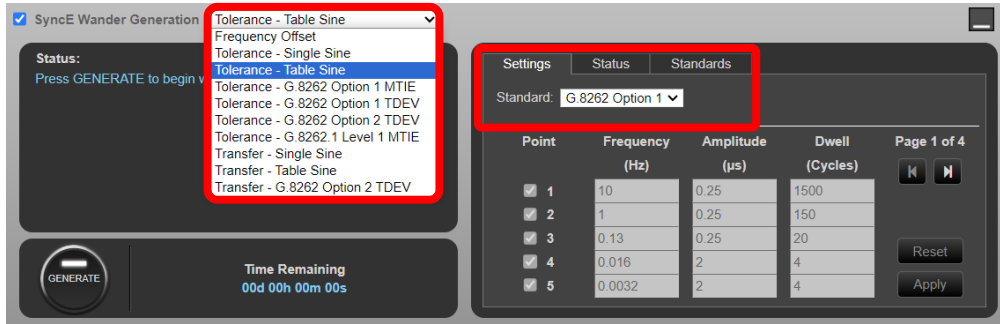 SyncE Wander Generation
Tolerance - Table Sine
Frequency Offset
Tolerance - Single Sine
Tolerance - Table Sine
Tolerance - G.8262 Option 1 MTIE
Tolerance - G.8262 Option 1 TDEV
Tolerance - G.8262 Option 2 TDEV
Tolerance - G.8262.1 Level 1 MTIE
Transfer - Single Sine
Transfer - Table Sine
Transfer - G.8262 Option 2 TDEV
Status:
Press GENERATE to begin
GENERATE
Time Remaining
00d 00h 00m 00s
Settings Status Standards
Standard: G.8262 Option 1
Point Frequency Amplitude Dwell Page 1 of 4
(Hz) (µs) (Cycles)
1 10 0.25 1500
2 1 0.25 150
3 0.13 0.25 20
4 0.016 2 4
5 0.0032 2 4
Reset
Apply